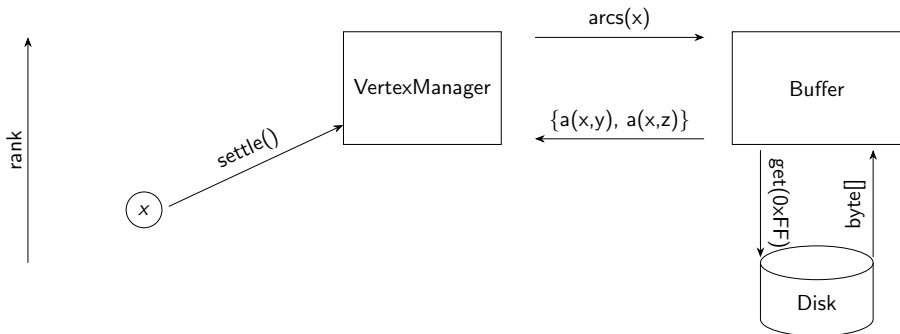 arcs(x)
VertexManager
Buffer
{a(x,y), a(x,z)}
rank
settle()
x
get(0xFF)
byte[]
Disk